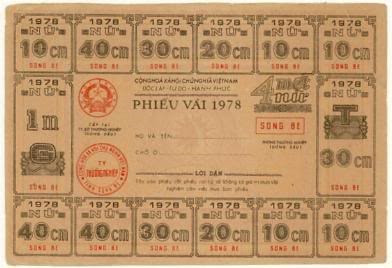 1978 1978 1978 1978 1978 1978
NỮ NỮ NỮ NỮ NỮ NỮ
10cm 40cm 30cm 20cm 10cm 10cm
SÔNG BÉ SÔNG BÉ SÔNG BÉ SÔNG BÉ SÔNG BÉ SÔNG BÉ
CỘNG HÒA XÃ HỘI CHỦ NGHĨA VIỆT NAM
ĐỘC LẬP - TỰ DO - HẠNH PHÚC
PHIẾU VẢI 1978
4 mét
nữ
SÔNG BÉ
1978
NỮ
1m
SÔNG BÉ
TY
THƯƠNG NGHIỆP
HỌ VÀ TÊN
CHỖ Ở
LỜI DẶN
1978
30cm
SÔNG BÉ
1978 1978 1978 1978 1978 1978
NỮ NỮ NỮ NỮ NỮ NỮ
40cm 40cm 30cm 20cm 10cm 10cm
SÔNG BÉ SÔNG BÉ SÔNG BÉ SÔNG BÉ SÔNG BÉ SÔNG BÉ